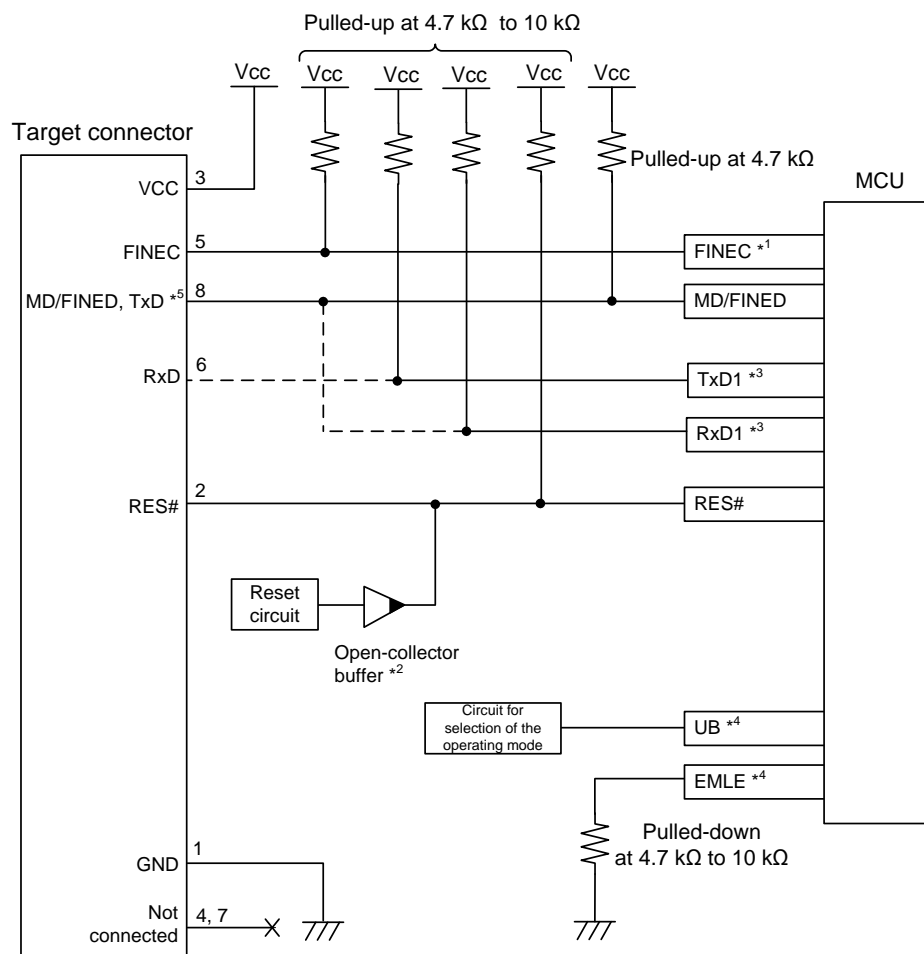 Pulled-up at 4.7 kΩ to 10 kΩ
Vcc
Vcc
Vcc
Vcc
Vcc
Vcc
Target connector
Pulled-up at 4.7 kΩ
MCU
VCC
3
FINEC
5
FINEC *1
MD/FINED, TxD *5
8
MD/FINED
RxD
6
TxD1 *3
RxD1 *3
RES#
2
RES#
Reset
circuit
Open-collector
buffer *2
Circuit for
selection of the
operating mode
UB *4
EMLE *4
Pulled-down
at 4.7 kΩ to 10 kΩ
GND
1
Not
connected
4, 7